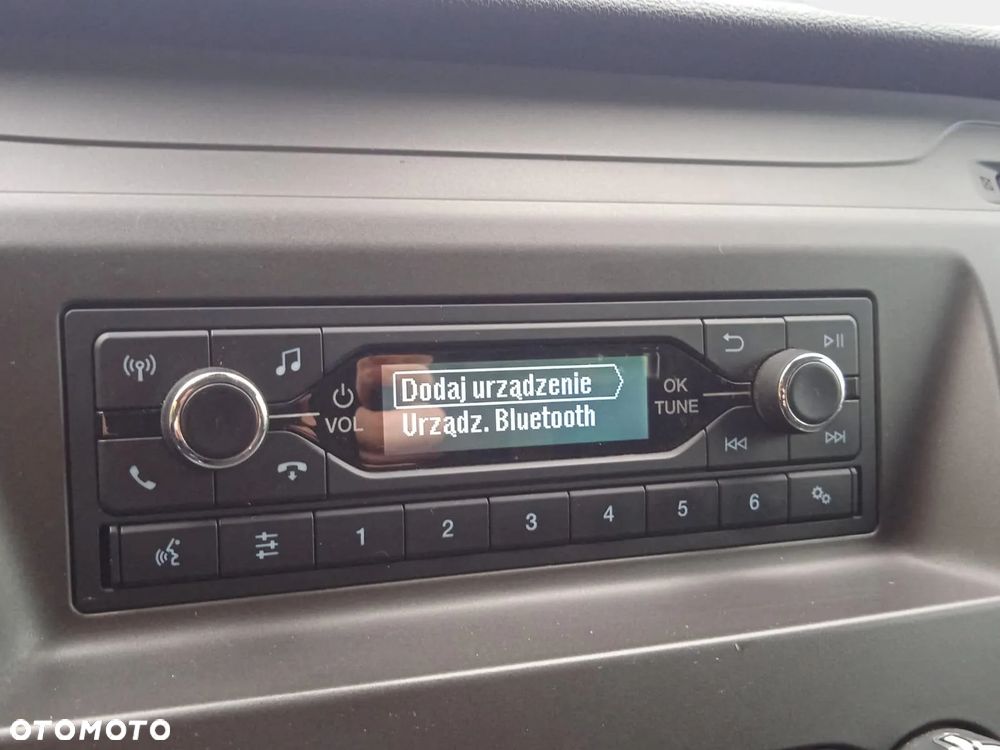 Dodaj urządzenie
Urządz. Bluetooth
VOL
OK
TUNE
1
2
3
4
5
6
OTOMOTO